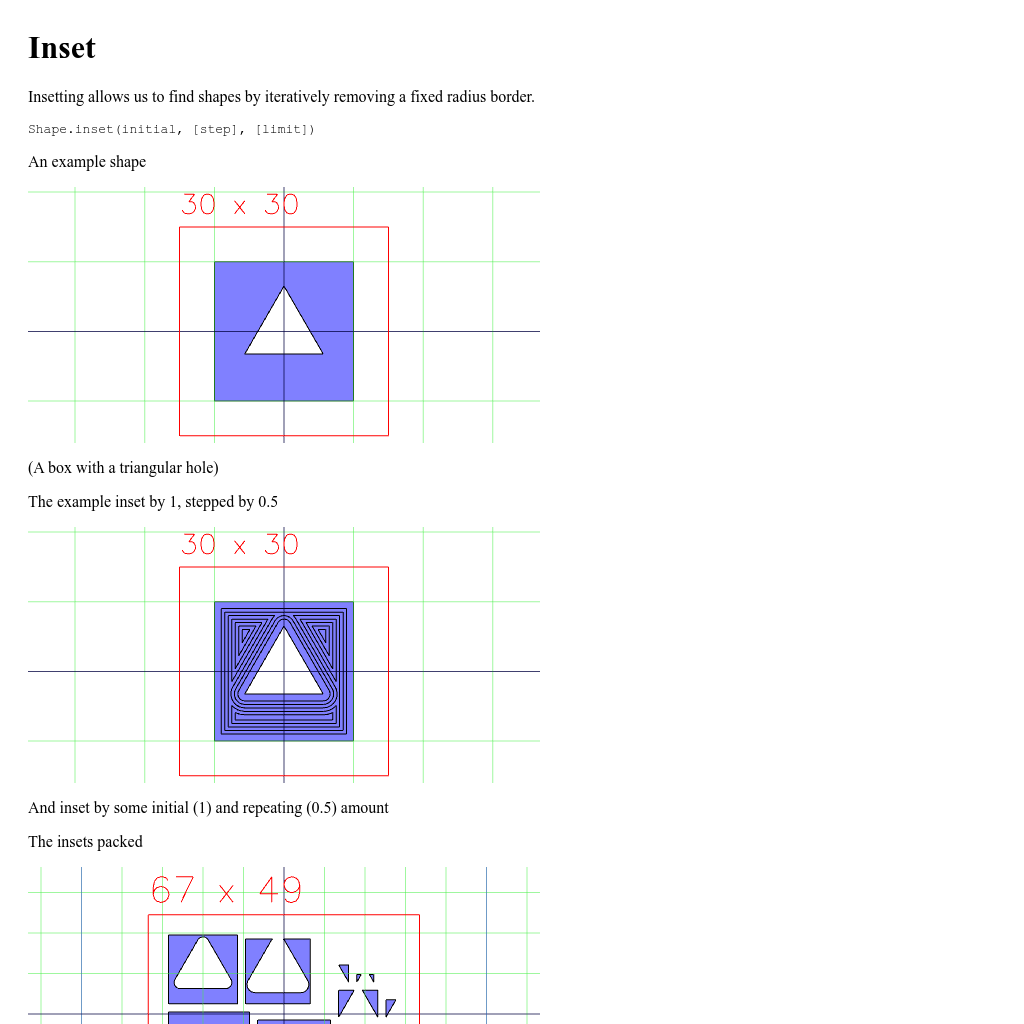 Inset
Insetting allows us to find shapes by iteratively removing a fixed radius border.
Shape.inset(initial, [step], [limit])
An example shape
30 x 30
(A box with a triangular hole)
The example inset by 1, stepped by 0.5
30 x 30
And inset by some initial (1) and repeating (0.5) amount
The insets packed
67 x 49